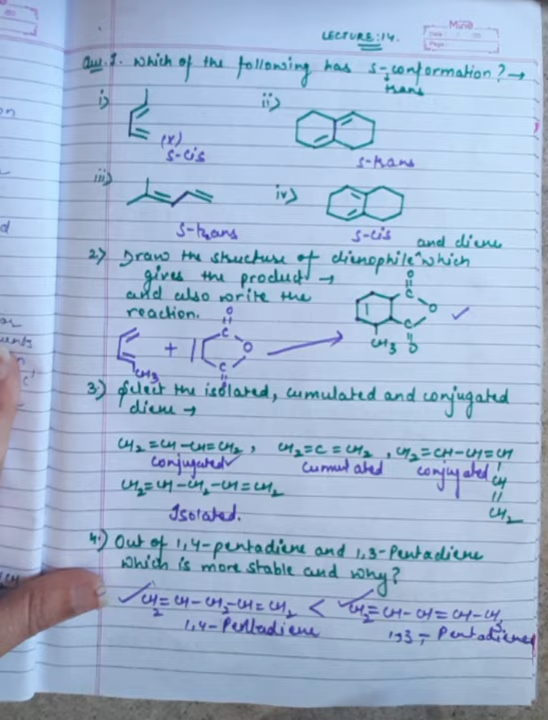 LECTURE:14.
Que.1. Which of the following has s-conformation? →
trans
i)
ii)
(x)
s-cis
s-trans
iii)
iv)
s-trans
s-cis
and diene
2) Draw the structure of dienophile^which
gives the product →
and also write the
reaction.
O
C
O
C
O
CH3
+
O
C
O
C
O
CH3
3) Select the isolated, cumulated and conjugated
diene →
CH2=CH-CH=CH2, CH2=C=CH2, CH2=CH-CH=CH
conjugated cumulated conjugated
CH
CH2=CH-CH2-CH=CH2
CH2
Isolated.
4.) Out of 1,4-pentadiene and 1,3-Pentadiene
which is more stable and why?
CH2=CH-CH2-CH=CH2 < CH2=CH-CH=CH-CH3
1,4-Pentadiene 1,3-Pentadiene